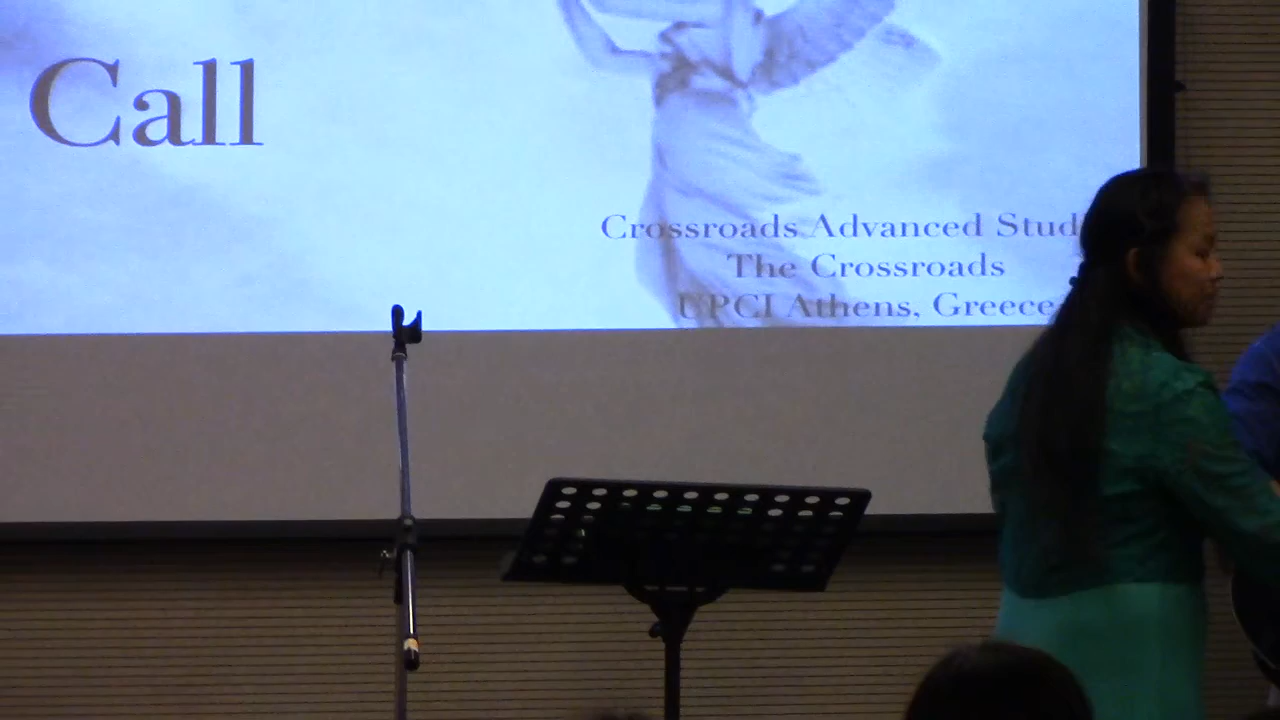 Call
Crossroads Advanced Stud
The Crossroads
UPCI Athens, Greece